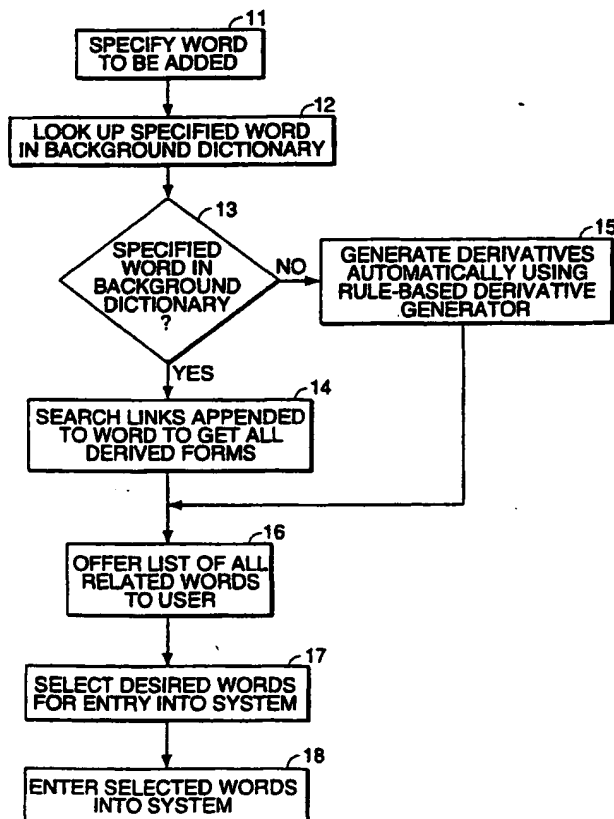 11
SPECIFY WORD
TO BE ADDED
12
LOOK UP SPECIFIED WORD
IN BACKGROUND DICTIONARY
13
SPECIFIED
WORD IN
BACKGROUND
DICTIONARY
?
NO
15
GENERATE DERIVATIVES
AUTOMATICALLY USING
RULE-BASED DERIVATIVE
GENERATOR
YES
14
SEARCH LINKS APPENDED
TO WORD TO GET ALL
DERIVED FORMS
16
OFFER LIST OF ALL
RELATED WORDS
TO USER
17
SELECT DESIRED WORDS
FOR ENTRY INTO SYSTEM
18
ENTER SELECTED WORDS
INTO SYSTEM